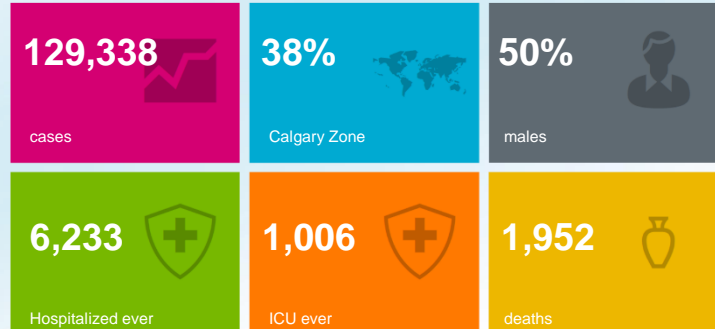 129,338
cases
38%
Calgary Zone
50%
males
6,233
Hospitalized ever
1,006
ICU ever
1,952
deaths